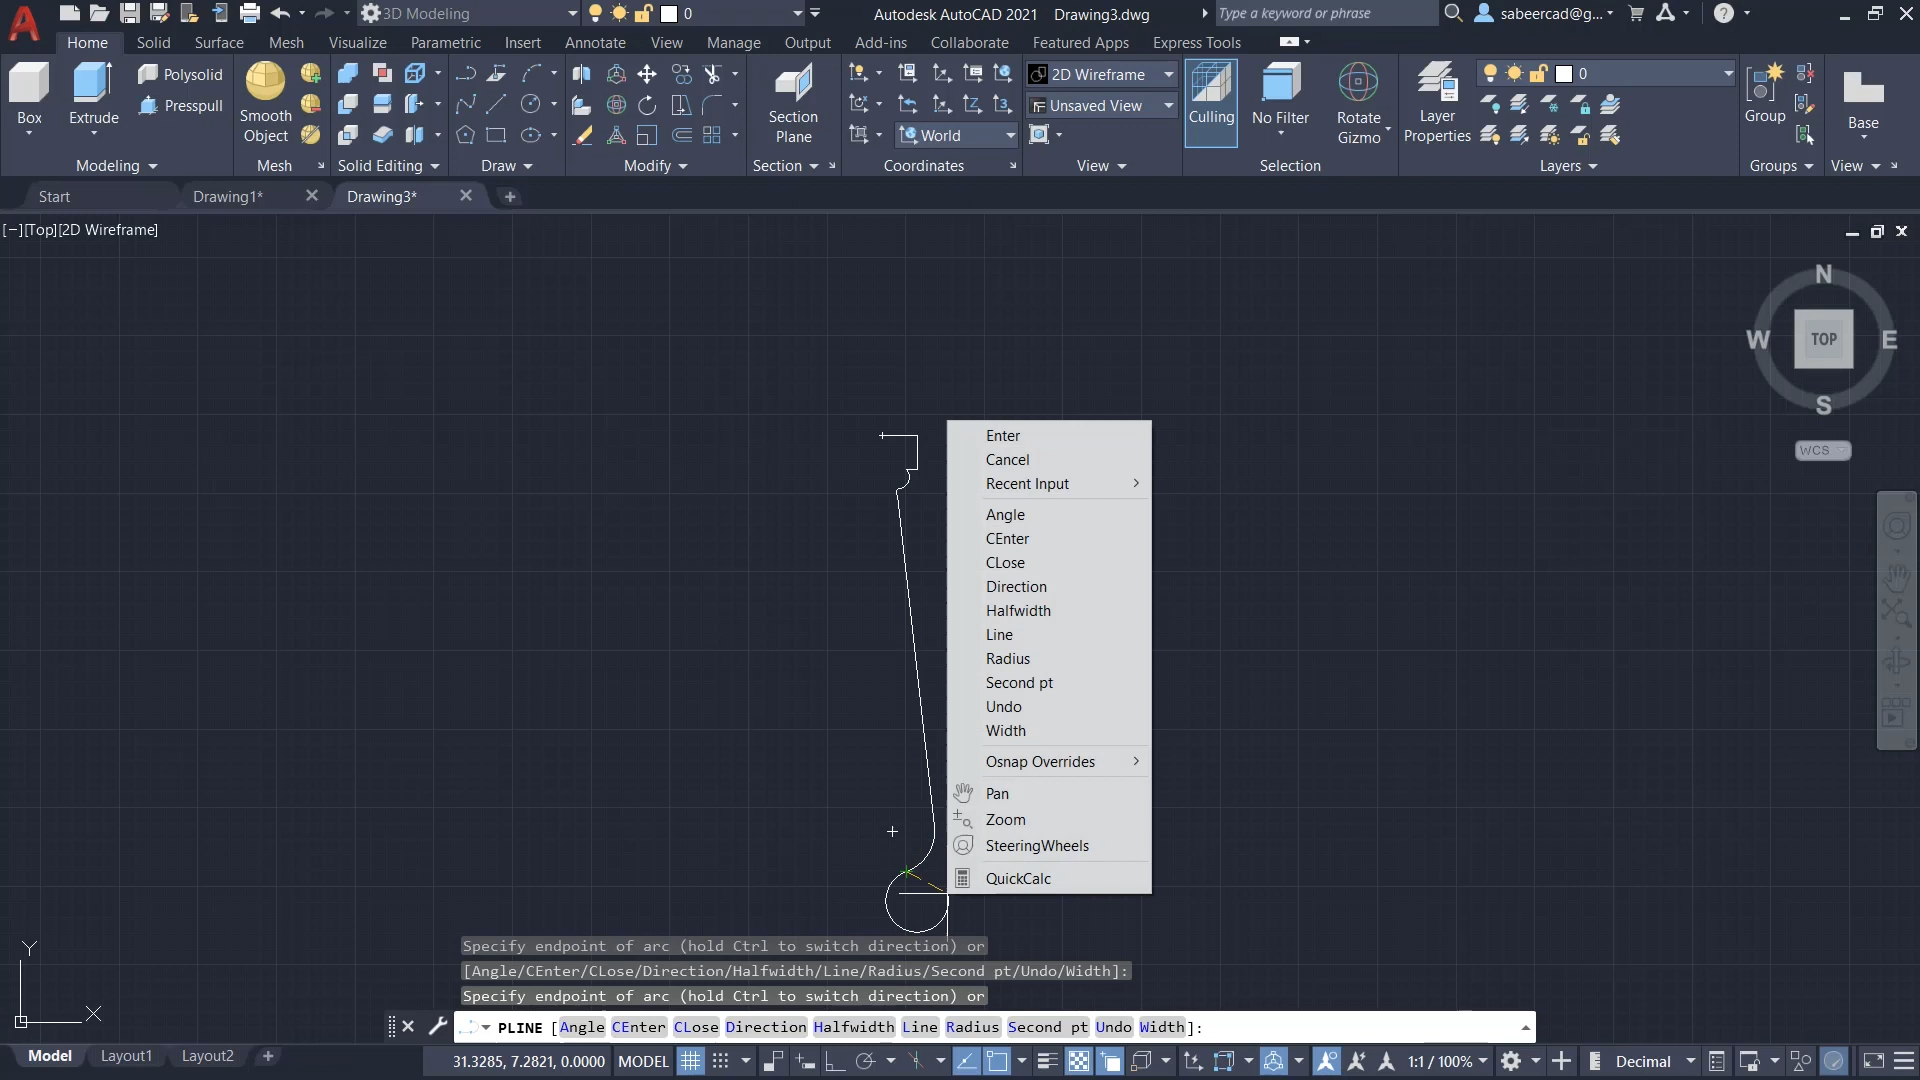 3D Modeling
0
Autodesk AutoCAD 2021 Drawing3.dwg
Type a keyword or phrase
sabeercad@g...
Home Solid Surface Mesh Visualize Parametric Insert Annotate View Manage Output Add-ins Collaborate Featured Apps Express Tools
Box
Extrude
Polysolid
Presspull
Smooth Object
Section Plane
World
2D Wireframe
Unsaved View
Culling
No Filter
Rotate Gizmo
Layer Properties
0
Group
Base
Modeling Mesh Solid Editing Draw Modify Section Coordinates View Selection Layers Groups View
Start Drawing1* Drawing3*
[−][Top][2D Wireframe]
N
W TOP E
S
WCS
Enter
Cancel
Recent Input
Angle
CEnter
CLose
Direction
Halfwidth
Line
Radius
Second pt
Undo
Width
Osnap Overrides
Pan
Zoom
SteeringWheels
QuickCalc
Y
X
Specify endpoint of arc (hold Ctrl to switch direction) or
[Angle/CEnter/CLose/Direction/Halfwidth/Line/Radius/Second pt/Undo/Width]:
Specify endpoint of arc (hold Ctrl to switch direction) or
PLINE [Angle CEnter CLose Direction Halfwidth Line Radius Second pt Undo Width]:
Model Layout1 Layout2
31.3285, 7.2821, 0.0000 MODEL 1:1 / 100% Decimal